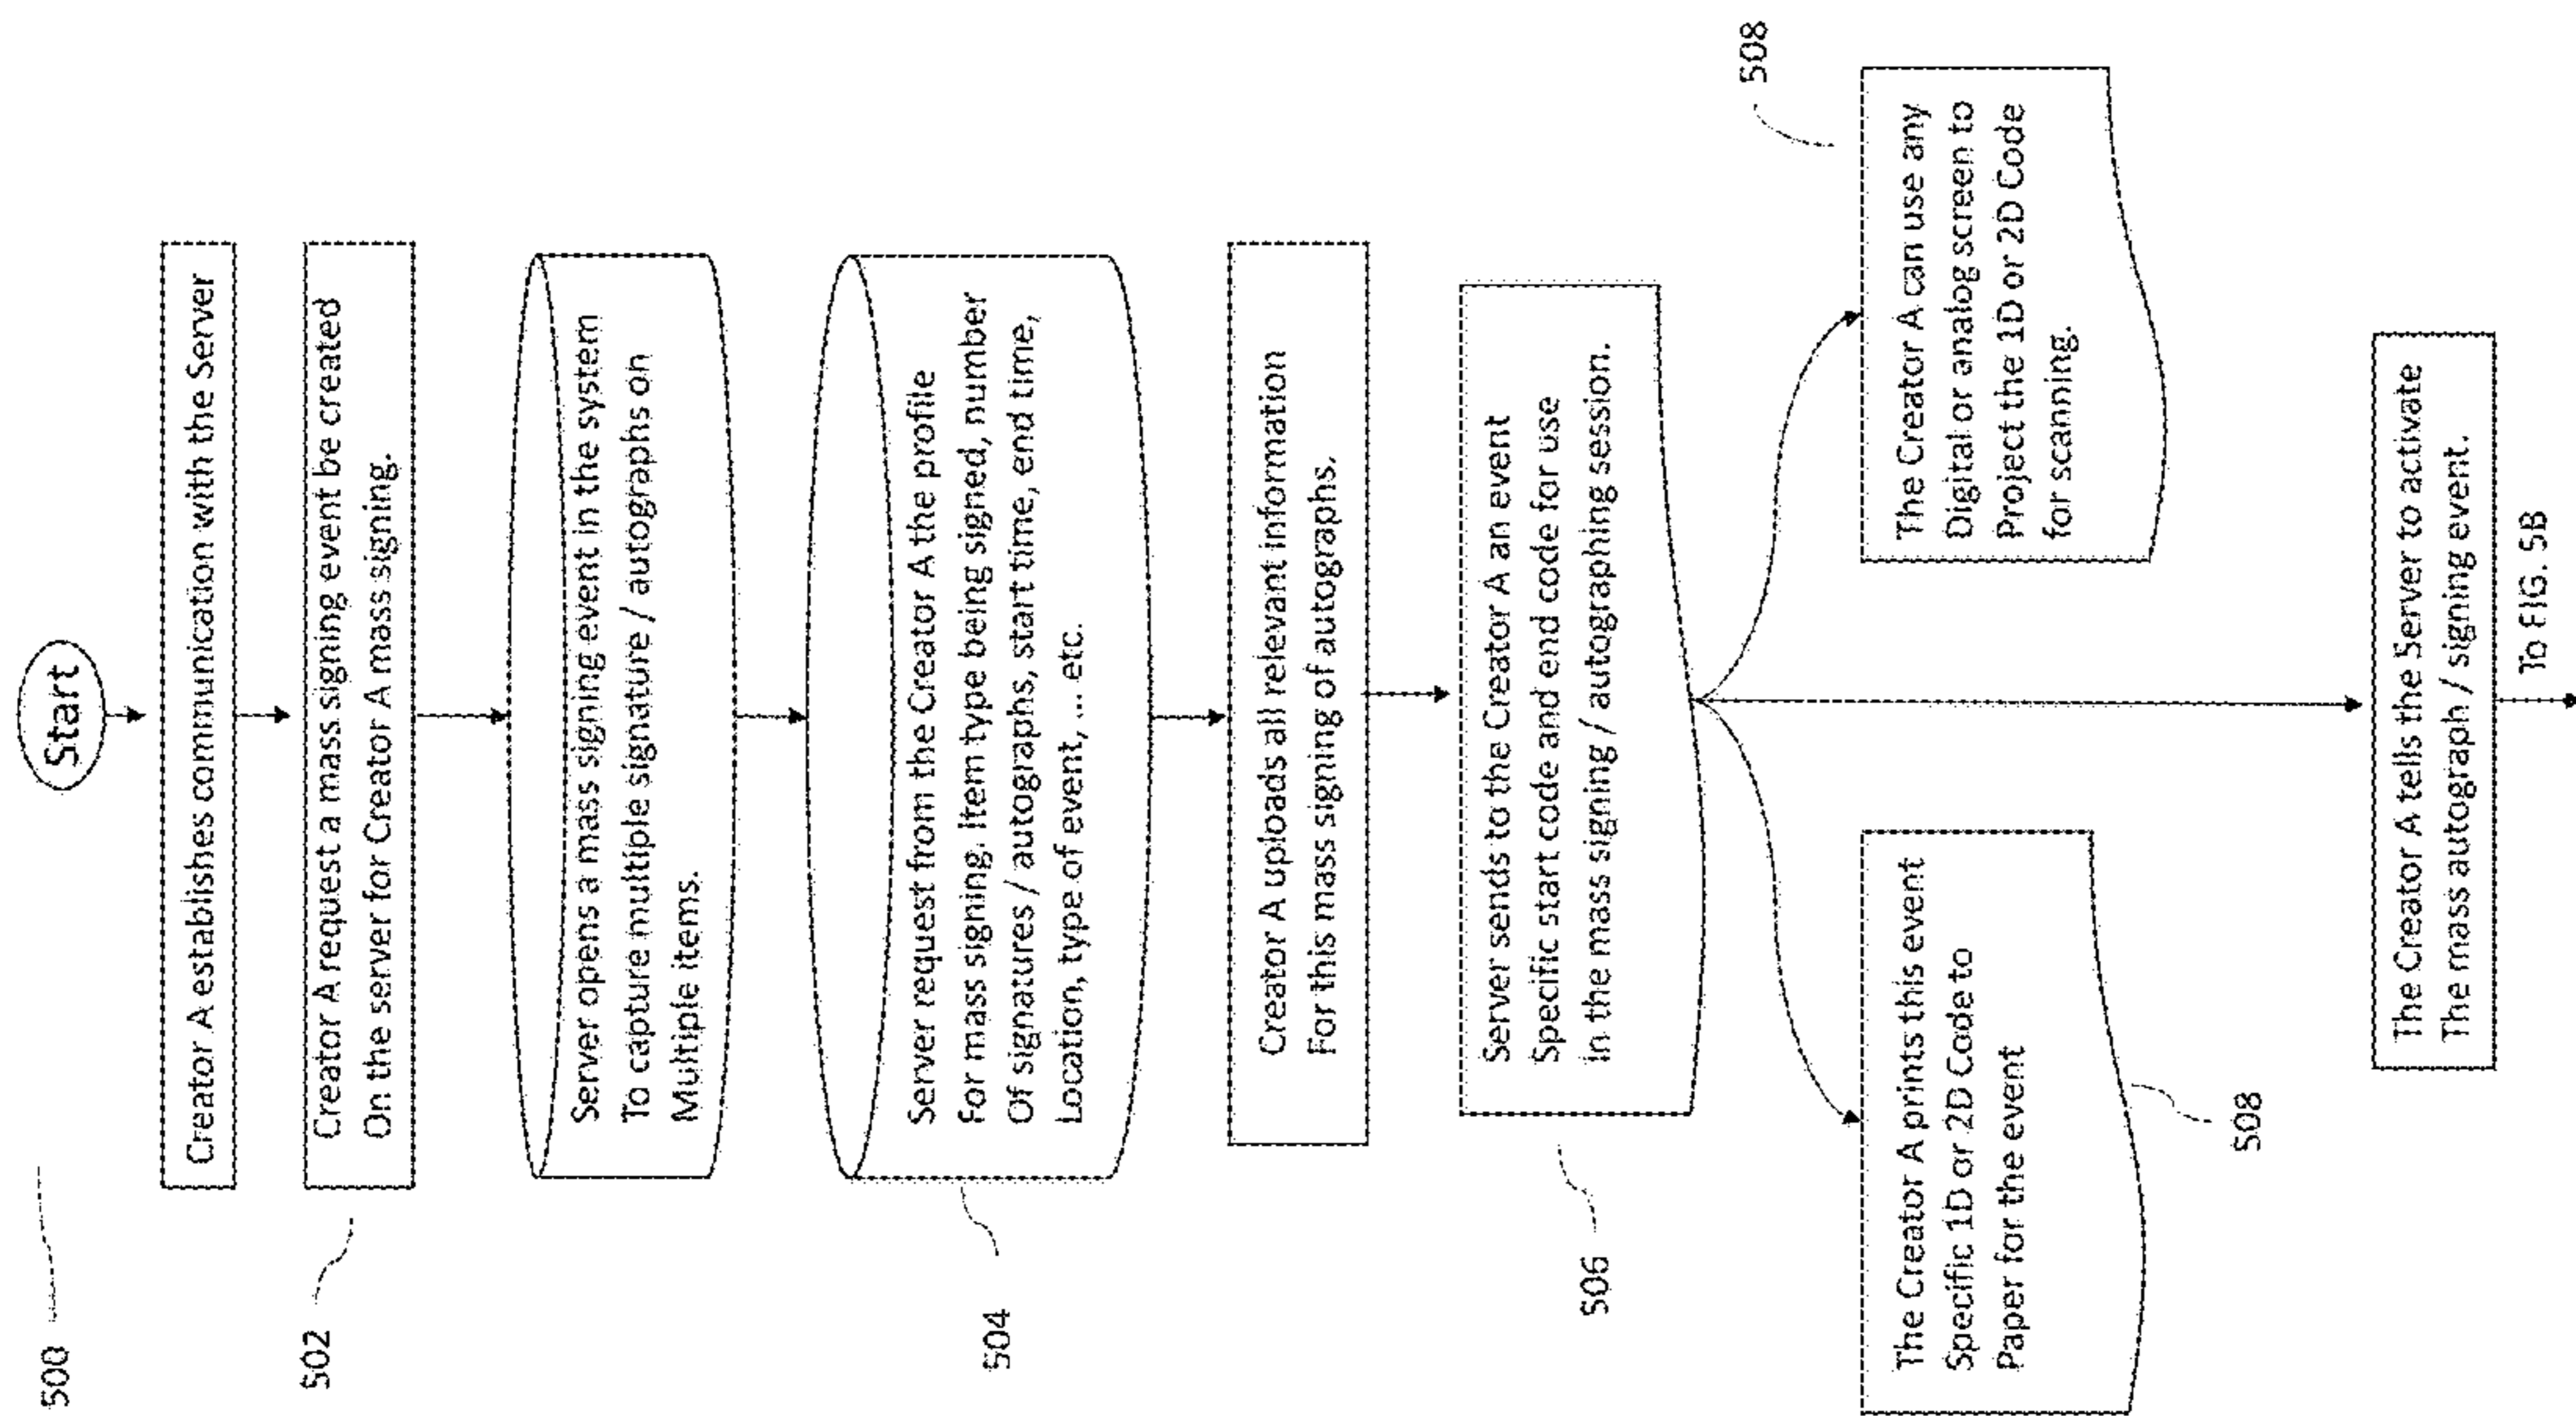 500
Start
Creator A establishes communication with the Server
502
Creator A request a mass signing event be created
On the server for Creator A mass signing.
Server opens a mass signing event in the system
To capture multiple signature / autographs on
Multiple items.
504
Server request from the Creator A the profile
For mass signing. Item type being signed, number
Of signatures / autographs, start time, end time,
Location, type of event, ... etc.
Creator A uploads all relevant information
For this mass signing of autographs.
506
Server sends to the Creator A an event
Specific start code and end code for use
in the mass signing / autographing session.
The Creator A prints this event
Specific 1D or 2D Code to
Paper for the event
508
508
The Creator A can use any
Digital or analog screen to
Project the 1D or 2D Code
for scanning.
The Creator A tells the Server to activate
The mass autograph / signing event.
To FIG. 5B